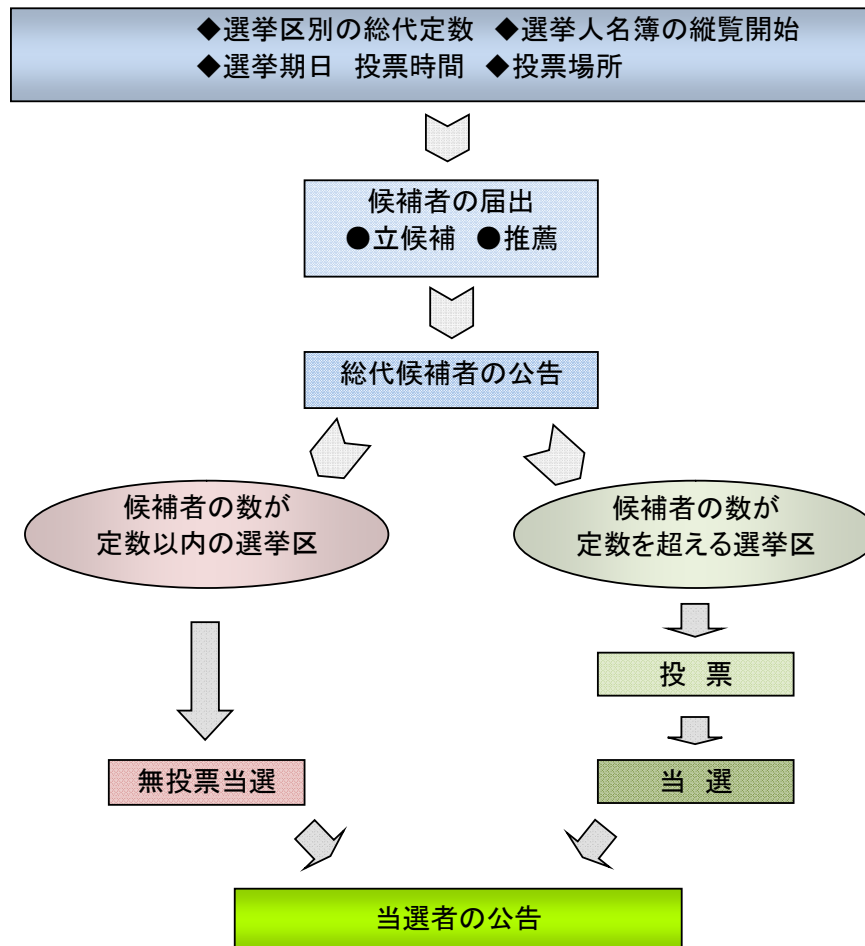 ◆選挙区別の総代定数 ◆選挙人名簿の縦覧開始
◆選挙期日 投票時間 ◆投票場所
候補者の届出
●立候補 ●推薦
総代候補者の公告
候補者の数が
定数以内の選挙区
候補者の数が
定数を超える選挙区
投 票
無投票当選
当 選
当選者の公告